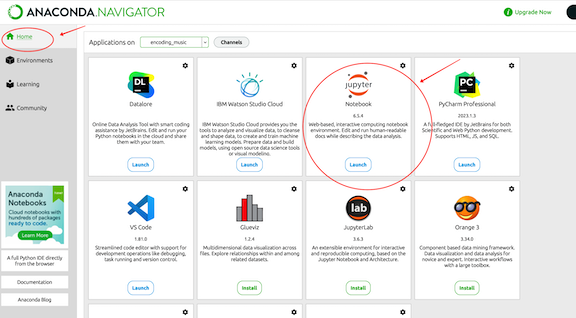 ANACONDA.NAVIGATOR
Upgrade Now
Home
Environments
Learning
Community
Applications on
encoding_music
Channels
DL
Datalore
Online Data Analysis Tool with smart coding
assistance by JetBrains. Edit and run your
Python notebooks in the cloud and share
them with your team.
Launch
IBM Watson Studio Cloud
IBM Watson Studio Cloud provides you the
tools to analyze and visualize data, to cleanse
and shape data, to create and train machine
learning models. Prepare data and build
models, using open source data science tools
or visual modeling.
Launch
jupyter
Notebook
6.5.4
Web-based, interactive computing notebook
environment. Edit and run human-readable
docs while describing the data analysis.
Launch
PC
PyCharm Professional
2023.1.3
A full-fledged IDE by JetBrains for both
Scientific and Web Python development.
Supports HTML, JS, and SQL.
Launch
VS Code
1.81.0
Streamlined code editor with support for
development operations like debugging,
task running and version control.
Launch
Glueviz
1.2.4
Multidimensional data visualization across
files. Explore relationships within and among
related datasets.
Install
lab
JupyterLab
3.6.3
An extensible environment for interactive
and reproducible computing, based on the
Jupyter Notebook and Architecture.
Install
Orange 3
3.34.0
Component based data mining framework.
Data visualization and data analysis for
novice and expert. Interactive workflows
with a large toolbox.
Install
Anaconda
Notebooks
Cloud notebooks with
hundreds of packages
ready to code.
Learn More
A full Python IDE directly
from the browser
Documentation
Anaconda Blog